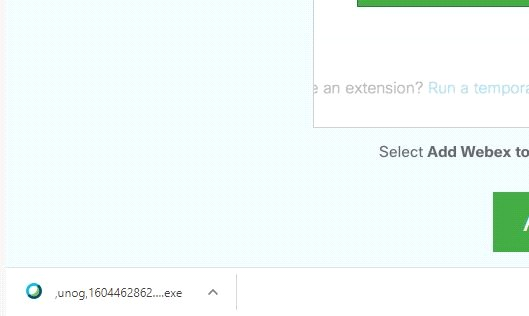 an extension? Run a tempora
Select Add Webex to
,unog,1604462862....exe